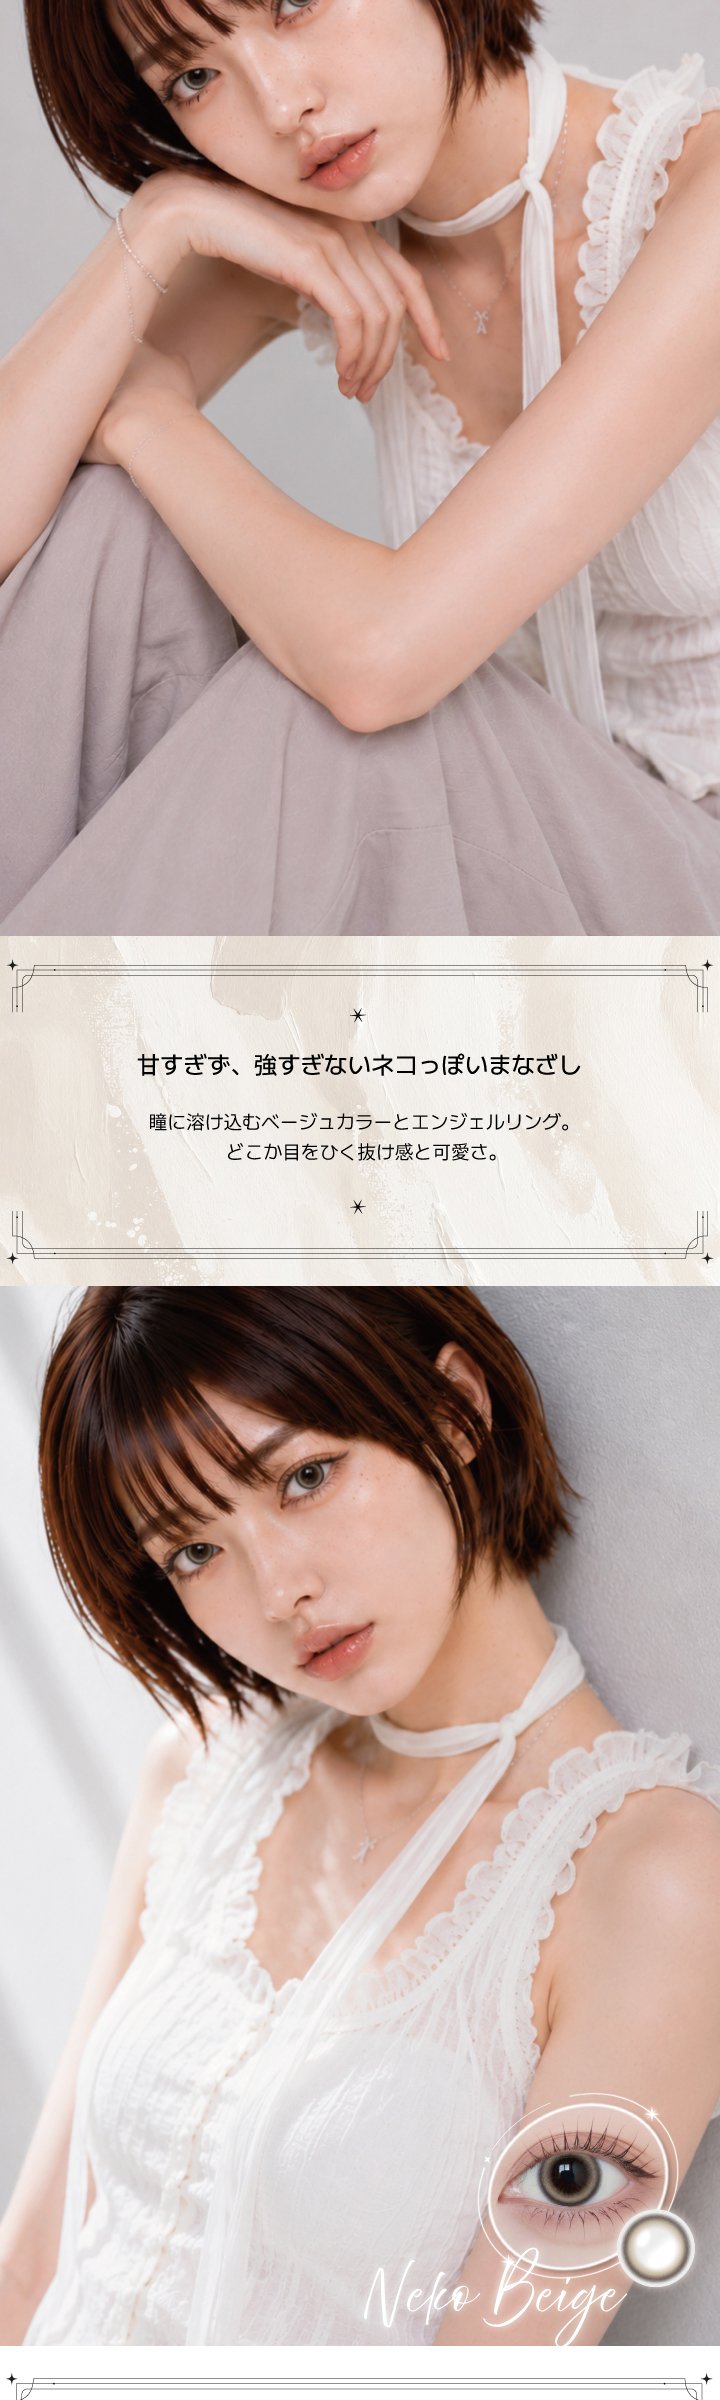 甘すぎず、強すぎないネコっぽいまなざし
瞳に溶け込むベージュカラーとエンジェルリング。
どこか目をひく抜け感と可愛さ。
Neko Beige